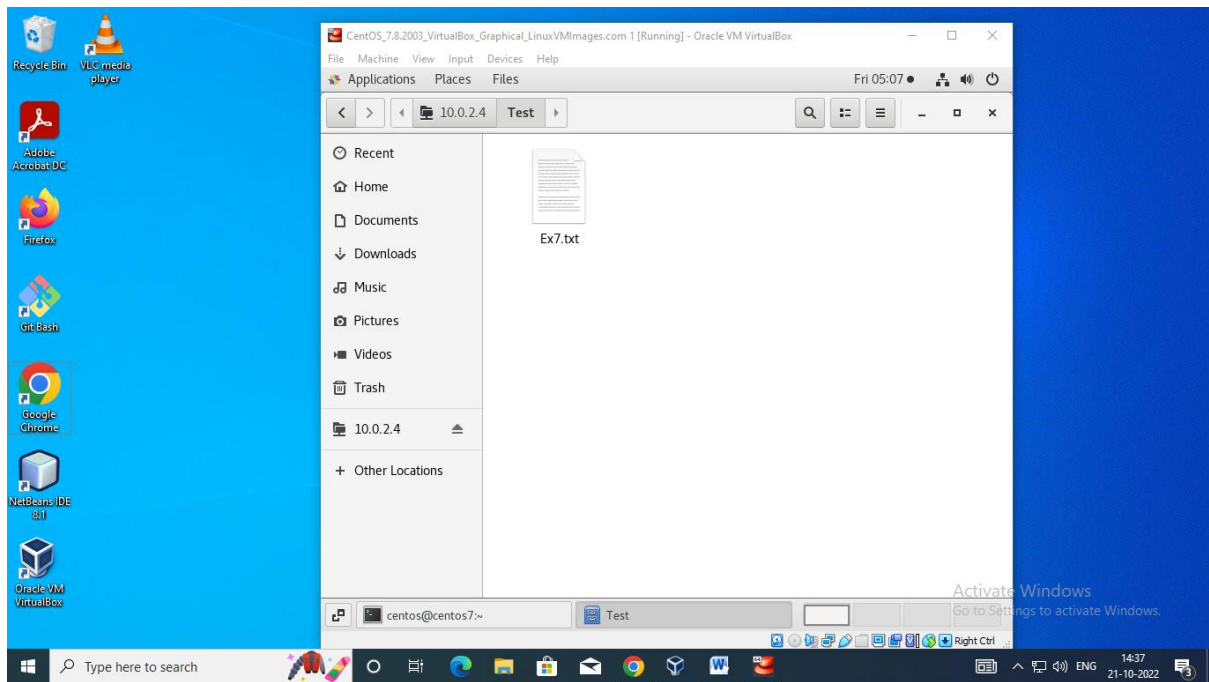 Recycle Bin
VLC media
player
Adobe
Acrobat DC
Firefox
Git Bash
Google
Chrome
NetBeans IDE
8.1
Oracle VM
VirtualBox
CentOS_7.8.2003_VirtualBox_Graphical_LinuxVMImages.com 1 [Running] - Oracle VM VirtualBox
File Machine View Input Devices Help
Applications Places Files Fri 05:07
10.0.2.4 Test
Recent
Home
Documents
Downloads
Music
Pictures
Videos
Trash
10.0.2.4
+ Other Locations
Ex7.txt
centos@centos7:~ Test
Right Ctrl
Activate Windows
Go to Settings to activate Windows.
Type here to search
ENG
14:37
21-10-2022
3